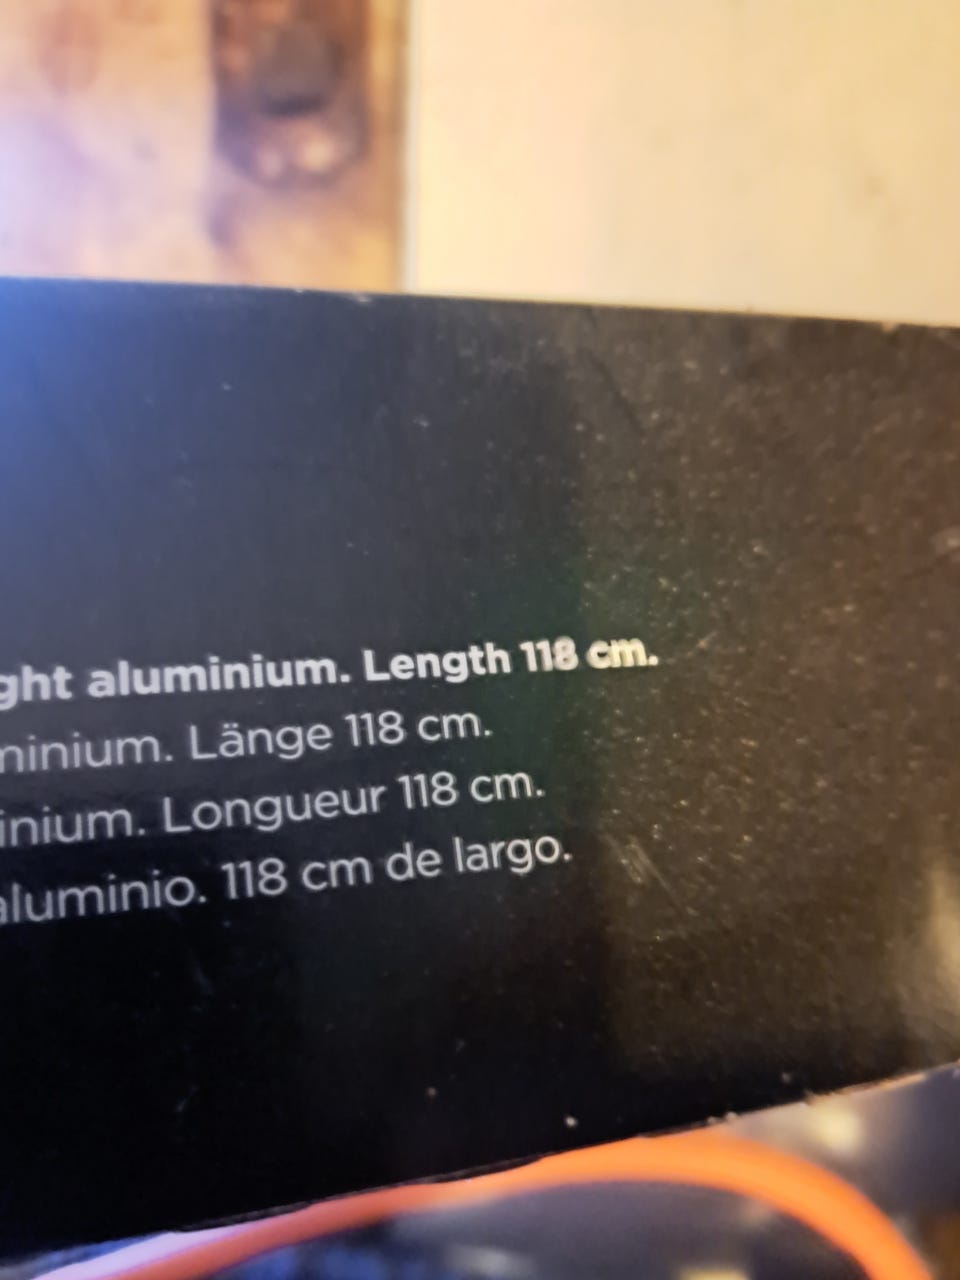 ght aluminium. Length 118 cm.
minium. Länge 118 cm.
inium. Longueur 118 cm.
aluminio. 118 cm de largo.